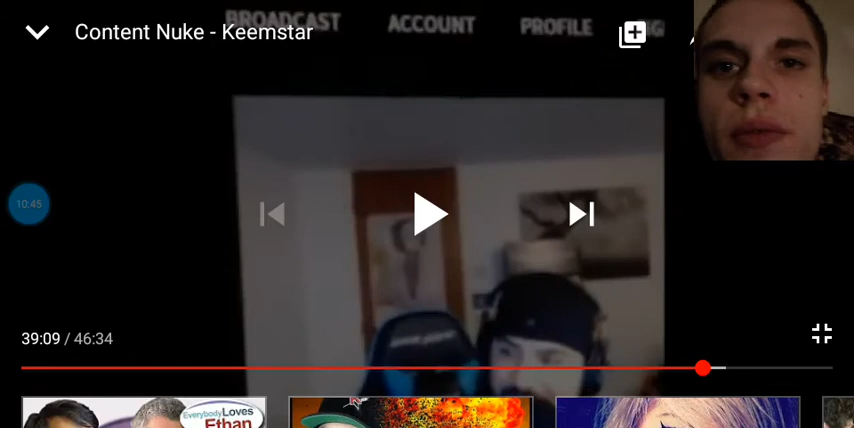 BROADCAST ACCOUNT PROFILE
Content Nuke - Keemstar
10:45
39:09 / 46:34
Everybody Loves
Ethan